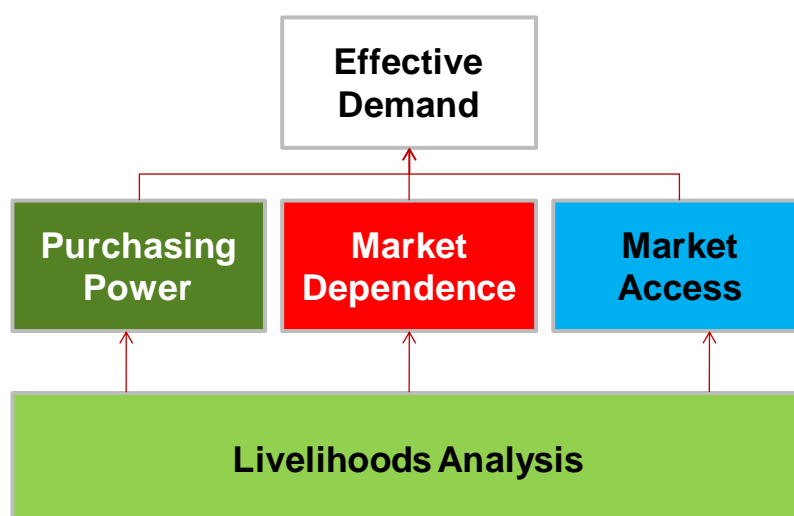 Effective
Demand
Purchasing
Power
Market
Dependence
Market
Access
Livelihoods Analysis